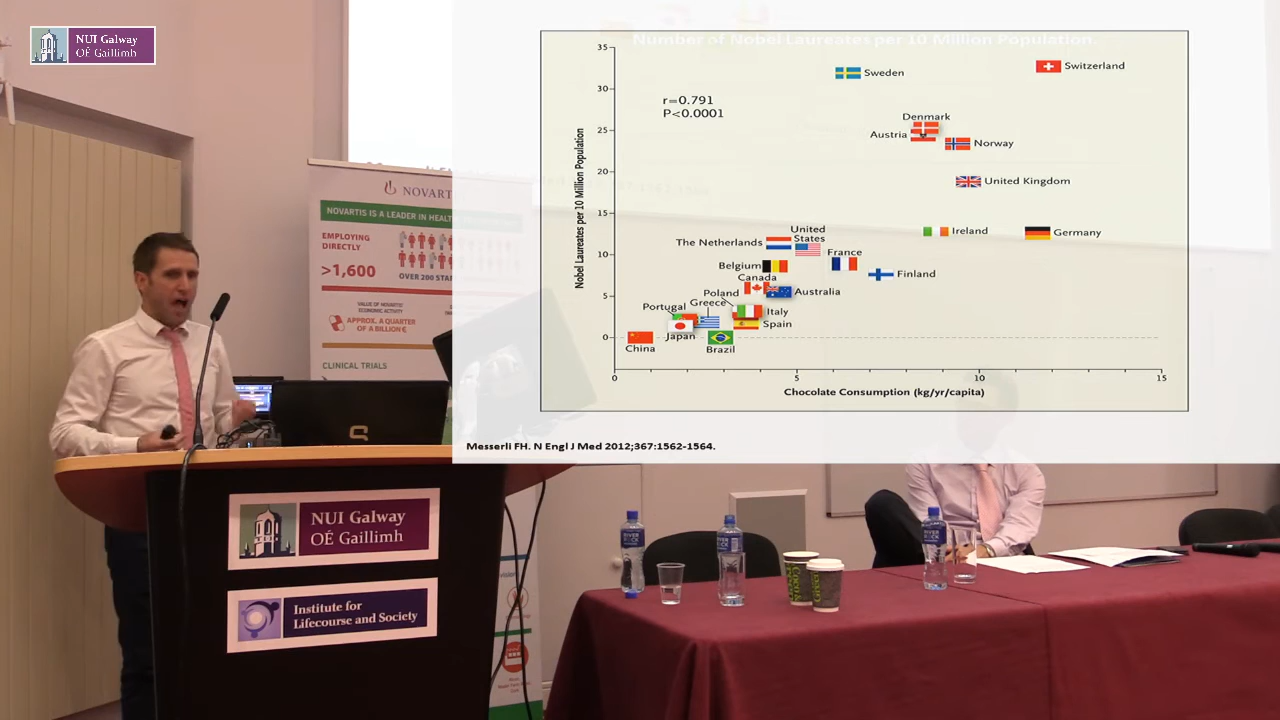 NUI Galway
OÉ Gaillimh
NOVARTIS IS A LEADER IN HEALTH
EMPLOYING
DIRECTLY
>1,600
OVER 200
VALUE OF NOVARTIS'
ECONOMIC ACTIVITY
APPROX. A QUARTER
OF A BILLION €
CLINICAL TRIALS
Number of Nobel Laureates per 10 Million Population.
r=0.791
P<0.0001
Nobel Laureates per 10 Million Population
35
30
25
20
15
10
5
0
Sweden
Switzerland
Denmark
Austria
Norway
United Kingdom
Ireland
Germany
United
States
The Netherlands
France
Belgium
Finland
Canada
Poland
Australia
Greece
Portugal
Italy
Spain
Japan
China
Brazil
0
5
10
15
Chocolate Consumption (kg/yr/capita)
Messerli FH. N Engl J Med 2012;367:1562-1564.
NUI Galway
OÉ Gaillimh
Institute for
Lifecourse and Society